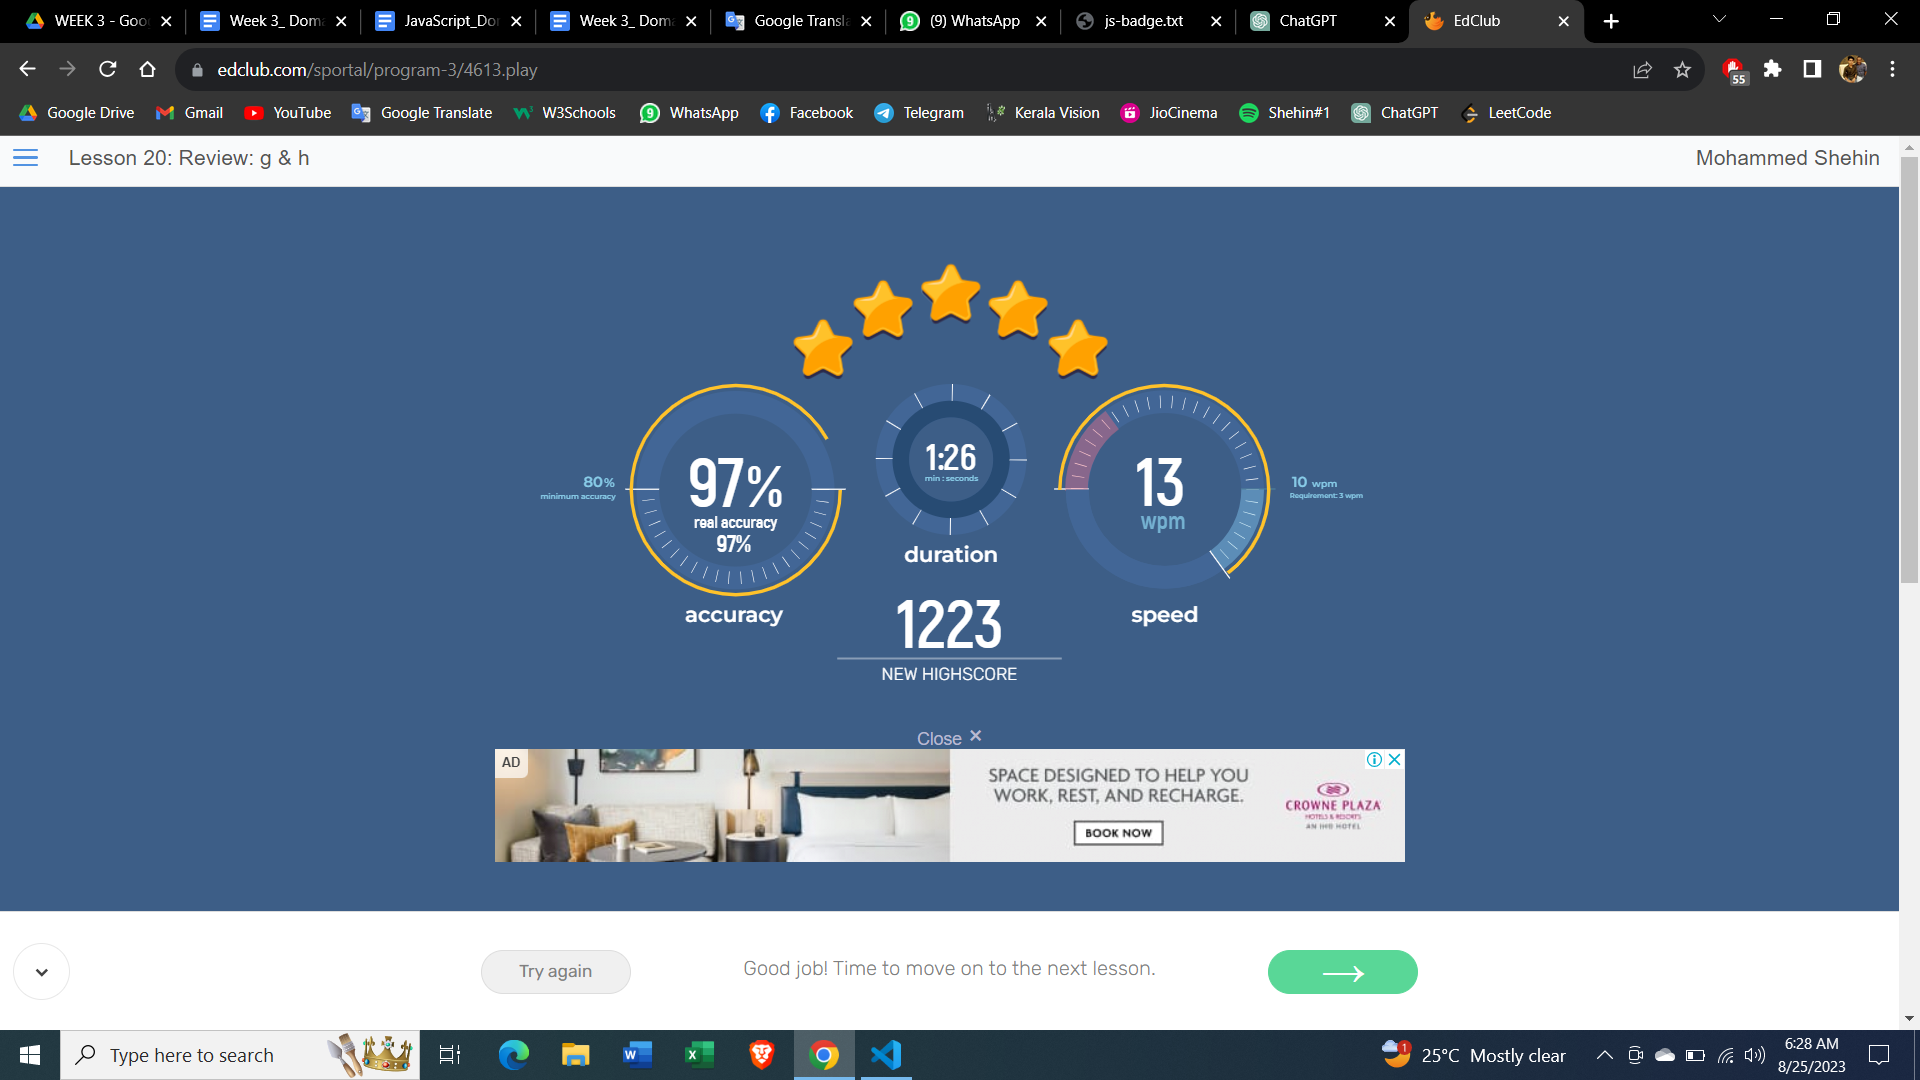 WEEK 3 - Goo
Week 3_ Doma
JavaScript_Dor
Week 3_ Doma
Google Transla
(9) WhatsApp
js-badge.txt
ChatGPT
EdClub
edclub.com/sportal/program-3/4613.play
55
Google Drive
Gmail
YouTube
Google Translate
W3Schools
WhatsApp
Facebook
Telegram
Kerala Vision
JioCinema
Shehin#1
ChatGPT
LeetCode
Lesson 20: Review: g & h
Mohammed Shehin
80%
minimum accuracy
97%
real accuracy
97%
accuracy
1:26
min : seconds
duration
13
wpm
speed
10 wpm
Requirement: 3 wpm
1223
NEW HIGHSCORE
Close
AD
SPACE DESIGNED TO HELP YOU
WORK, REST, AND RECHARGE.
BOOK NOW
CROWNE PLAZA
HOTELS & RESORTS
AN IHG HOTEL
Try again
Good job! Time to move on to the next lesson.
Type here to search
1
25°C Mostly clear
6:28 AM
8/25/2023